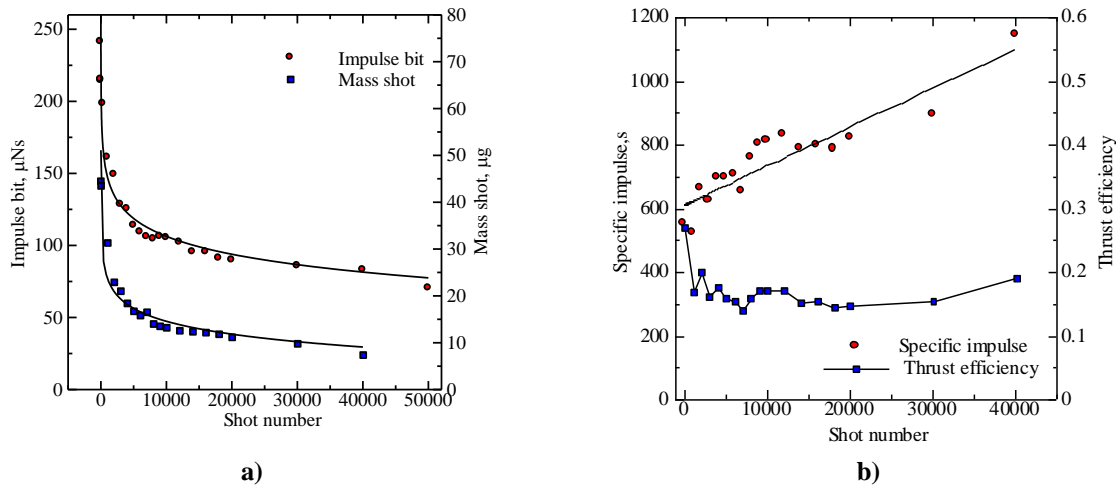 250
200
150
100
50
0
Impulse bit, μNs
80
70
60
50
40
30
20
10
0
Mass shot, μg
Impulse bit
Mass shot
0 10000 20000 30000 40000 50000
Shot number
a)
1200
1000
800
600
400
200
0
Specific impulse,s
0.6
0.5
0.4
0.3
0.2
0.1
0
Thrust efficiency
Specific impulse
Thrust efficiency
0 10000 20000 30000 40000
Shot number
b)